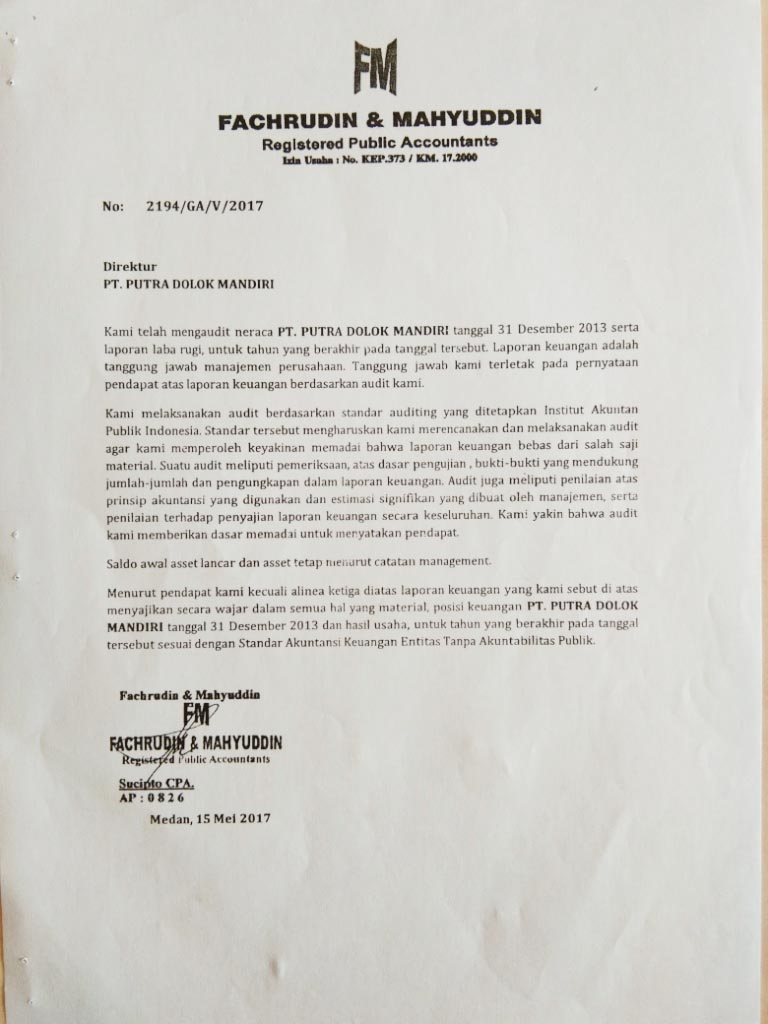 FM
FACHRUDIN & MAHYUDDIN
Registered Public Accountants
Izin Usaha : No. KEP.373 / KM. 17.2000
No: 2194/GA/V/2017
Direktur
PT. PUTRA DOLOK MANDIRI
Kami telah mengaudit neraca PT. PUTRA DOLOK MANDIRI tanggal 31 Desember 2013 serta
laporan laba rugi, untuk tahun yang berakhir pada tanggal tersebut. Laporan keuangan adalah
tanggung jawab manajemen perusahaan. Tanggung jawab kami terletak pada pernyataan
pendapat atas laporan keuangan berdasarkan audit kami.
Kami melaksanakan audit berdasarkan standar auditing yang ditetapkan Institut Akuntan
Publik Indonesia. Standar tersebut mengharuskan kami merencanakan dan melaksanakan audit
agar kami memperoleh keyakinan memadai bahwa laporan keuangan bebas dari salah saji
material. Suatu audit meliputi pemeriksaan, atas dasar pengujian , bukti-bukti yang mendukung
jumlah-jumlah dan pengungkapan dalam laporan keuangan. Audit juga meliputi penilaian atas
prinsip akuntansi yang digunakan dan estimasi signifikan yang dibuat oleh manajemen, serta
penilaian terhadap penyajian laporan keuangan secara keseluruhan. Kami yakin bahwa audit
kami memberikan dasar memadai untuk menyatakan pendapat.
Saldo awal asset lancar dan asset tetap menurut catatan management.
Menurut pendapat kami kecuali alinea ketiga diatas laporan keuangan yang kami sebut di atas
menyajikan secara wajar dalam semua hal yang material, posisi keuangan PT. PUTRA DOLOK
MANDIRI tanggal 31 Desember 2013 dan hasil usaha, untuk tahun yang berakhir pada tanggal
tersebut sesuai dengan Standar Akuntansi Keuangan Entitas Tanpa Akuntabilitas Publik.
Fachrudin & Mahyuddin
FM
FACHRUDIN & MAHYUDDIN
Registered Public Accountants
Sucipto CPA.
AP : 0826
Medan, 15 Mei 2017